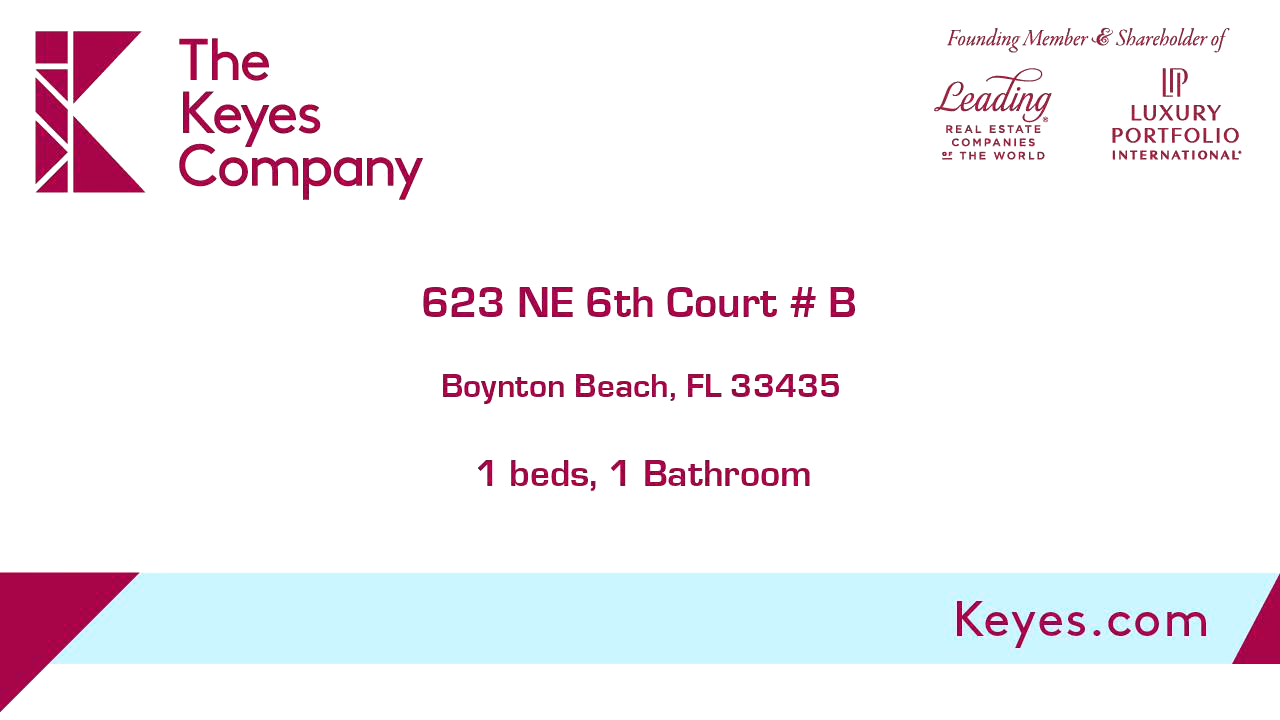 The
Keyes
Company
Founding Member & Shareholder of
Leading®
REAL ESTATE
COMPANIES
OF THE WORLD
LUXURY
PORTFOLIO
INTERNATIONAL
623 NE 6th Court # B
Boynton Beach, FL 33435
1 beds, 1 Bathroom
Keyes.com